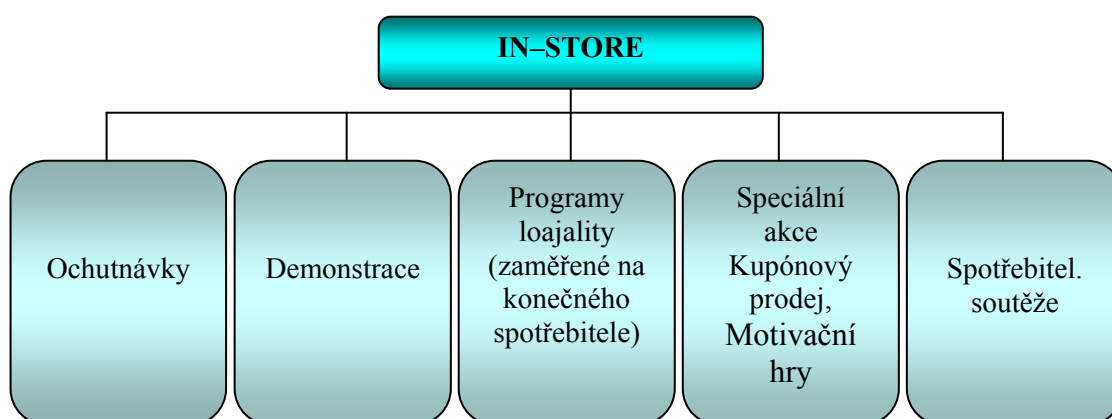 IN–STORE
Ochutnávky
Demonstrace
Programy
loajality
(zaměřené na
konečného
spotřebitele)
Speciální
akce
Kupónový
prodej,
Motivační
hry
Spotřebitel.
soutěže